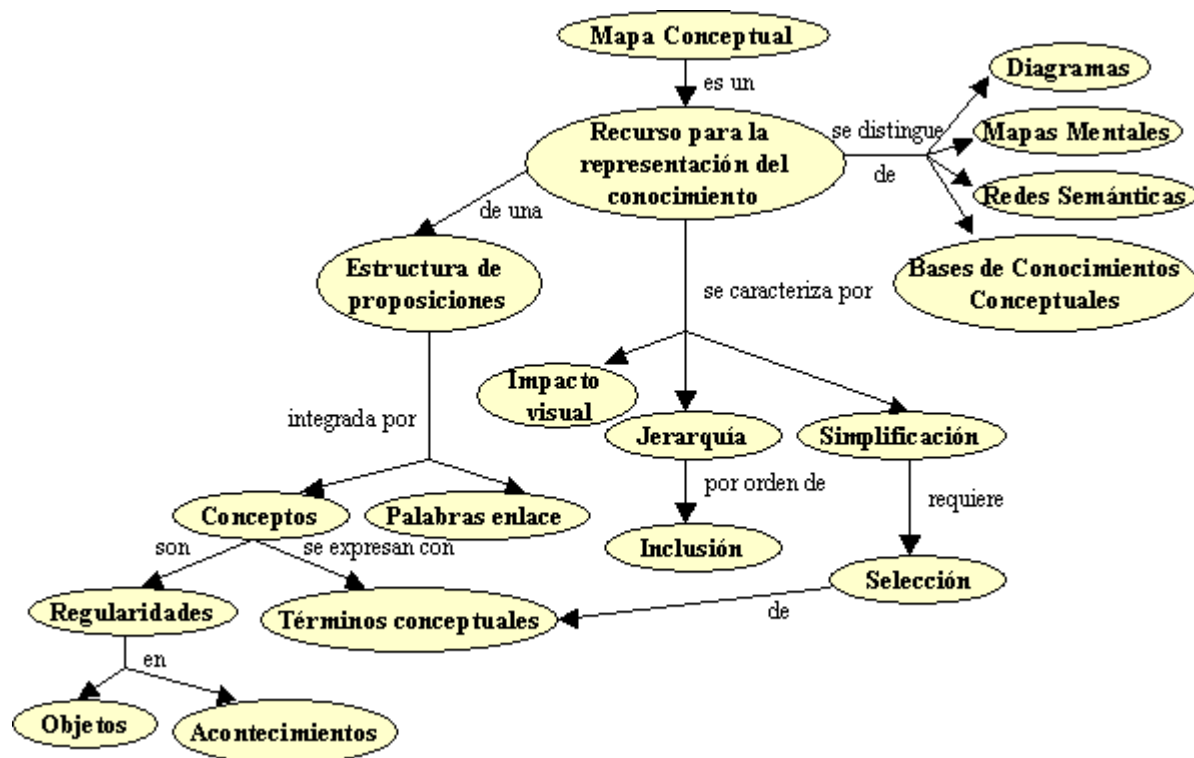 Mapa Conceptual
es un
Recurso para la
representación del
conocimiento
se distingue
de
Diagramas
Mapas Mentales
Redes Semánticas
Bases de Conocimientos
Conceptuales
de una
Estructura de
proposiciones
se caracteriza por
Impacto
visual
Jerarquía
Simplificación
integrada por
por orden de
requiere
Conceptos
Palabras enlace
Inclusión
Selección
son
se expresan con
de
Regularidades
Términos conceptuales
en
Objetos
Acontecimientos